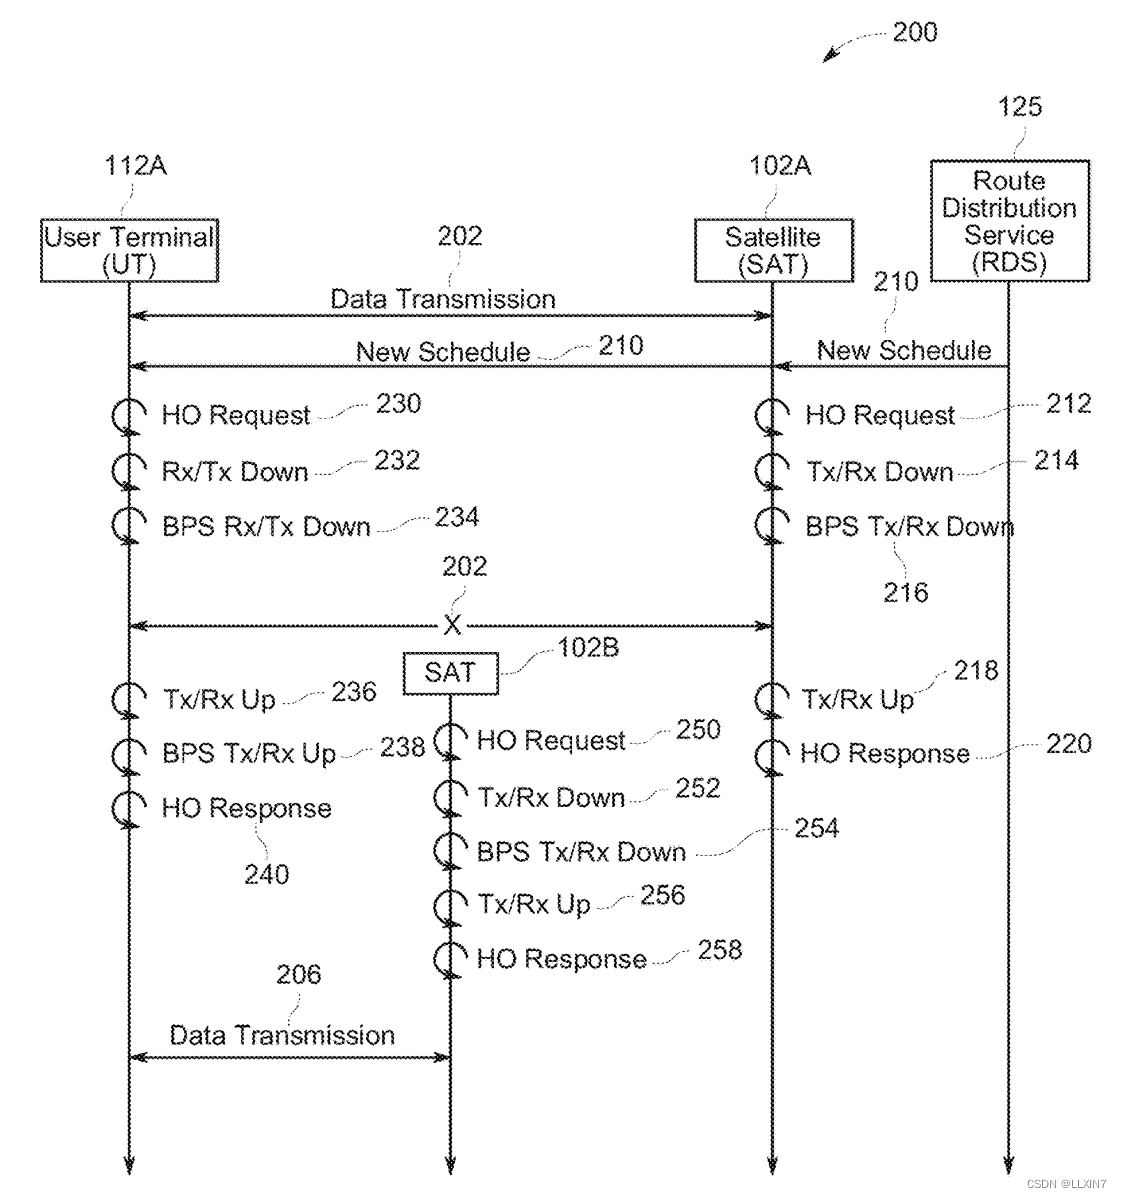 200
125
112A
102A
Route
Distribution
Service
(RDS)
User Terminal
(UT)
202
Satellite
(SAT)
210
Data Transmission
New Schedule
210
New Schedule
HO Request
230
HO Request
212
Rx/Tx Down
232
Tx/Rx Down
214
BPS Rx/Tx Down
234
BPS Tx/Rx Down
216
202
X
102B
SAT
Tx/Rx Up
236
Tx/Rx Up
218
HO Request
250
BPS Tx/Rx Up
238
HO Response
220
Tx/Rx Down
252
HO Response
240
BPS Tx/Rx Down
254
Tx/Rx Up
256
HO Response
258
206
Data Transmission
CSDN @LLXIN7